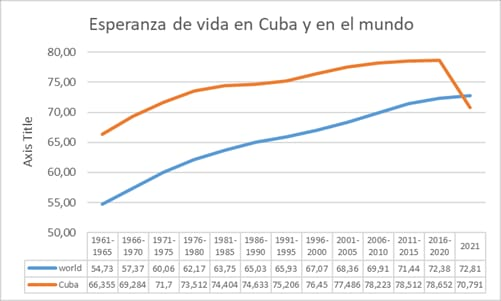 Esperanza de vida en Cuba y en el mundo
80,00
75,00
70,00
65,00
60,00
55,00
50,00
Axis Title
1961-1965 1966-1970 1971-1975 1976-1980 1981-1985 1986-1990 1991-1995 1996-2000 2001-2005 2006-2010 2011-2015 2016-2020 2021
world 54,73 57,37 60,06 62,17 63,75 65,03 65,93 67,07 68,36 69,91 71,44 72,38 72,81
Cuba 66,355 69,284 71,7 73,512 74,404 74,633 75,206 76,45 77,486 78,223 78,512 78,652 70,791